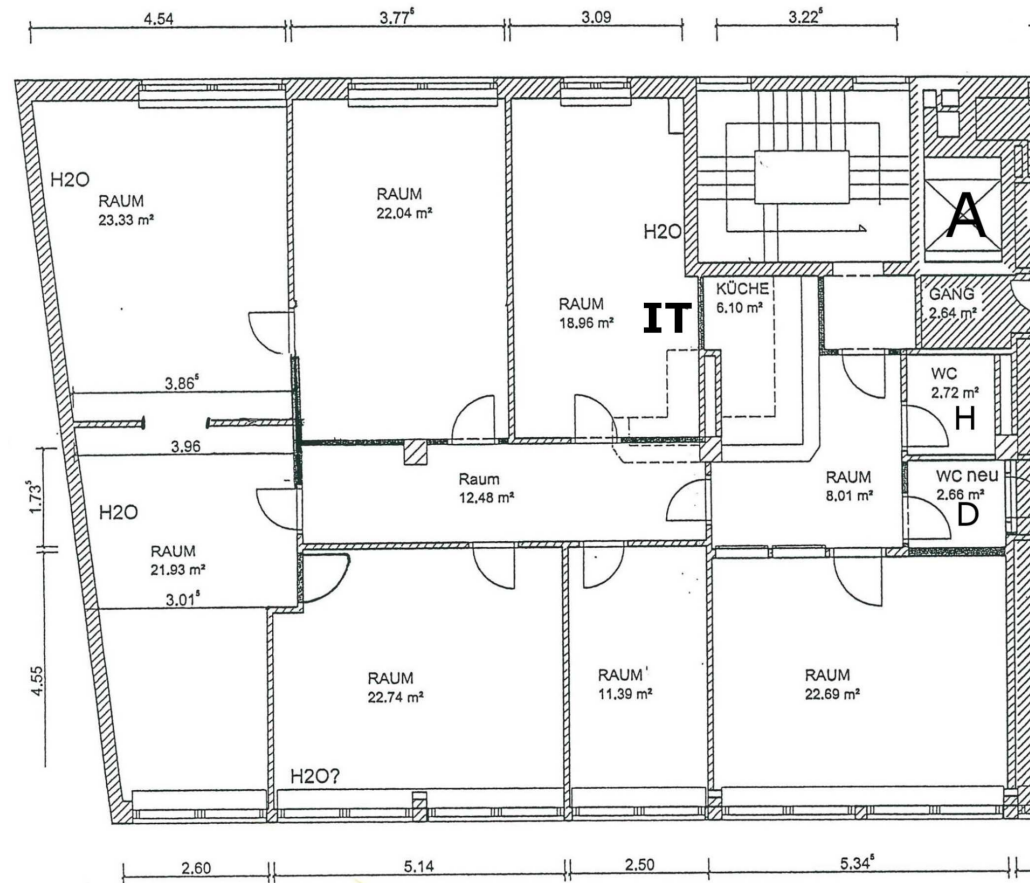 4.54
3.77⁵
3.09
3.22⁵
H2O
RAUM
23.33 m²
RAUM
22.04 m²
H2O
RAUM
18.96 m²
IT
KÜCHE
6.10 m²
A
GANG
2.64 m²
WC
2.72 m²
H
3.86⁵
3.96
1.73⁵
H2O
RAUM
21.93 m²
3.01⁵
Raum
12.48 m²
RAUM
8.01 m²
WC neu
2.66 m²
D
4.55
RAUM
22.74 m²
H2O?
RAUM
11.39 m²
RAUM
22.69 m²
2.60
5.14
2.50
5.34⁵